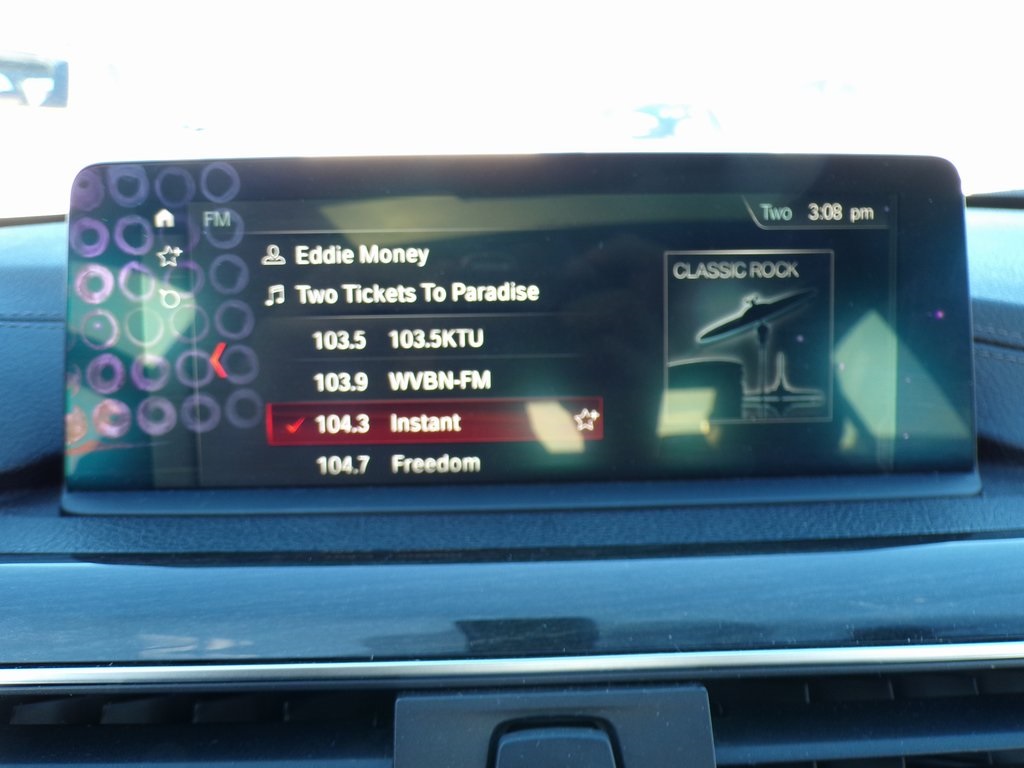 FM
Two 3:08 pm
Eddie Money
Two Tickets To Paradise
CLASSIC ROCK
103.5 103.5KTU
103.9 WVBN-FM
104.3 Instant
104.7 Freedom